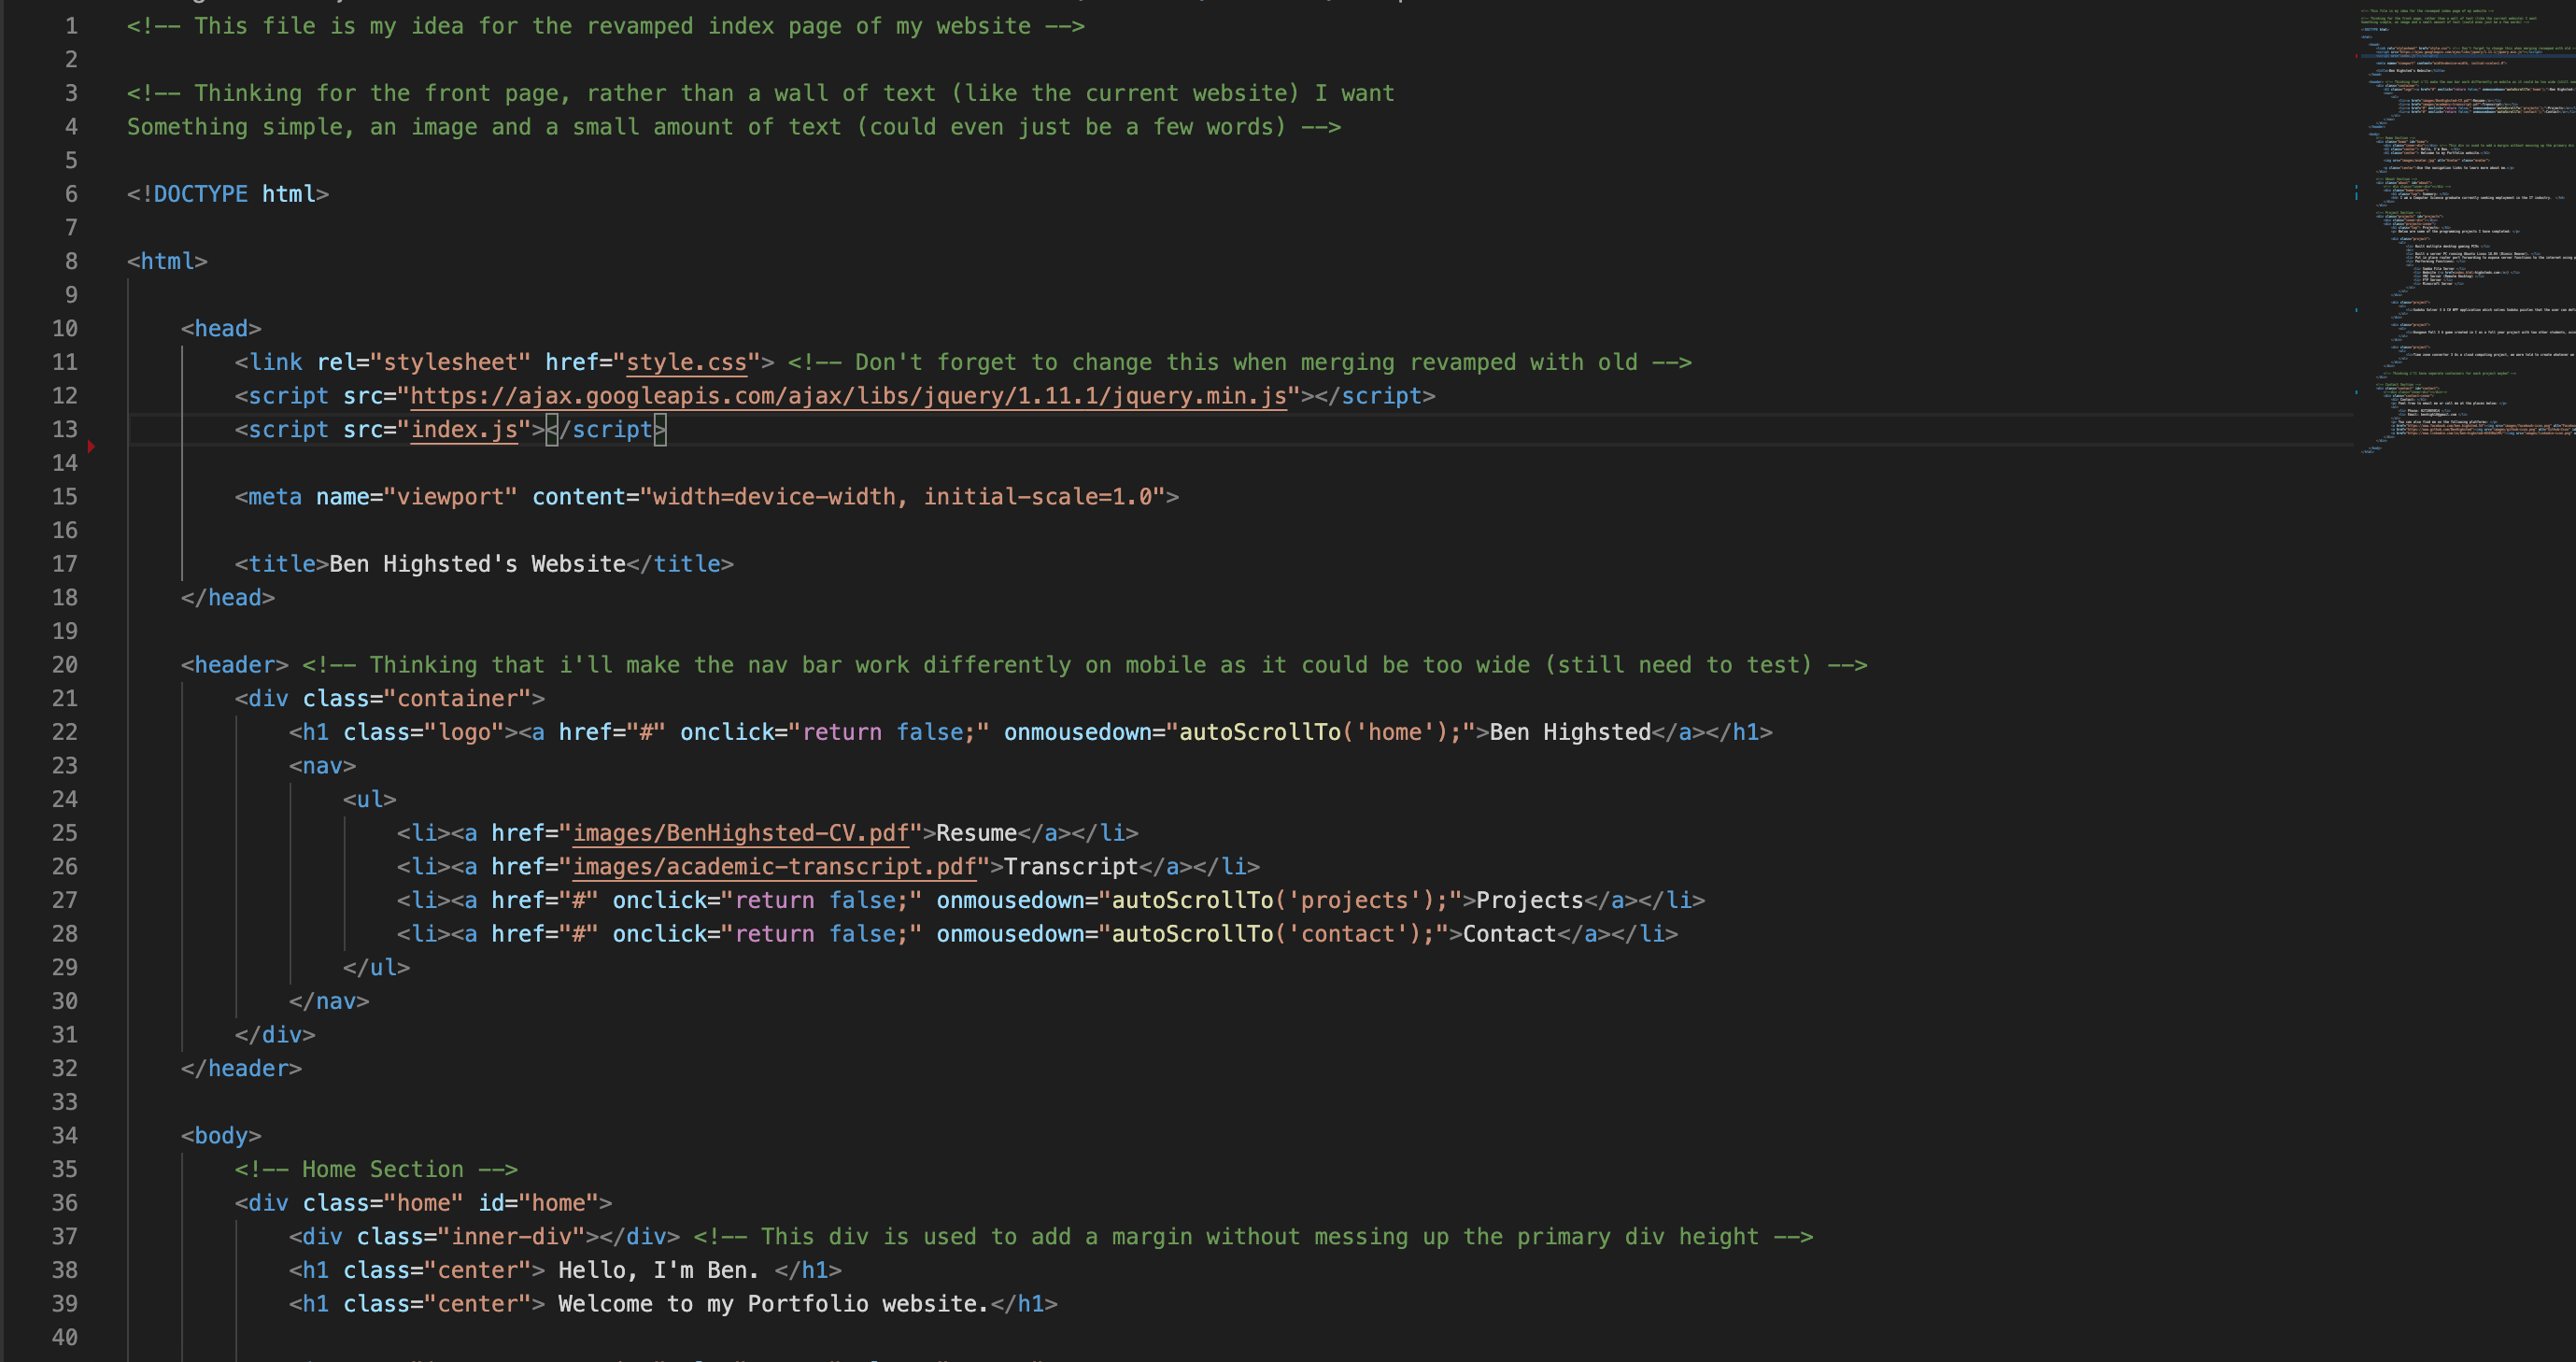 1 <!-- This file is my idea for the revamped index page of my website -->
2
3 <!-- Thinking for the front page, rather than a wall of text (like the current website) I want
4 Something simple, an image and a small amount of text (could even just be a few words) -->
5
6 <!DOCTYPE html>
7
8 <html>
9
10 <head>
11 <link rel="stylesheet" href="style.css"> <!-- Don't forget to change this when merging revamped with old -->
12 <script src="https://ajax.googleapis.com/ajax/libs/jquery/1.11.1/jquery.min.js"></script>
13 <script src="index.js"></script>
14
15 <meta name="viewport" content="width=device-width, initial-scale=1.0">
16
17 <title>Ben Highsted's Website</title>
18 </head>
19
20 <header> <!-- Thinking that i'll make the nav bar work differently on mobile as it could be too wide (still need to test) -->
21 <div class="container">
22 <h1 class="logo"><a href="#" onclick="return false;" onmousedown="autoScrollTo('home');">Ben Highsted</a></h1>
23 <nav>
24 <ul>
25 <li><a href="images/BenHighsted-CV.pdf">Resume</a></li>
26 <li><a href="images/academic-transcript.pdf">Transcript</a></li>
27 <li><a href="#" onclick="return false;" onmousedown="autoScrollTo('projects');">Projects</a></li>
28 <li><a href="#" onclick="return false;" onmousedown="autoScrollTo('contact');">Contact</a></li>
29 </ul>
30 </nav>
31 </div>
32 </header>
33
34 <body>
35 <!-- Home Section -->
36 <div class="home" id="home">
37 <div class="inner-div"></div> <!-- This div is used to add a margin without messing up the primary div height -->
38 <h1 class="center"> Hello, I'm Ben. </h1>
39 <h1 class="center"> Welcome to my Portfolio website.</h1>
40